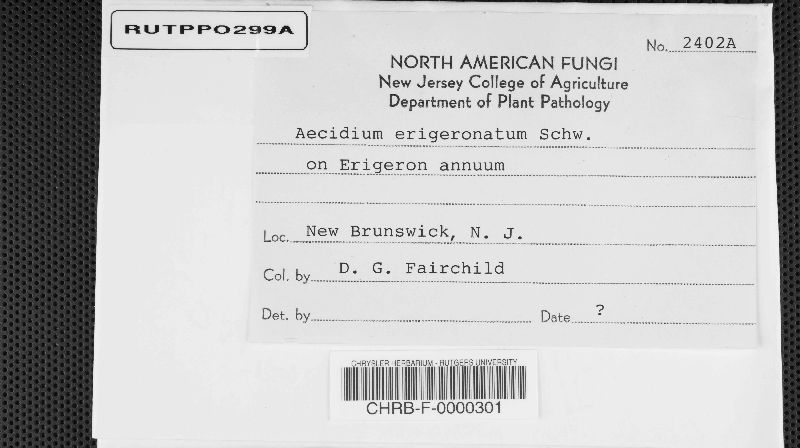 RUTPPO299A
No. 2402A
NORTH AMERICAN FUNGI
New Jersey College of Agriculture
Department of Plant Pathology
Aecidium erigeronatum Schw.
on Erigeron annuum
Loc. New Brunswick, N. J.
Col. by D. G. Fairchild
Det. by Date ?
CHRYSLER HERBARIUM - RUTGERS UNIVERSITY
CHRB-F-0000301